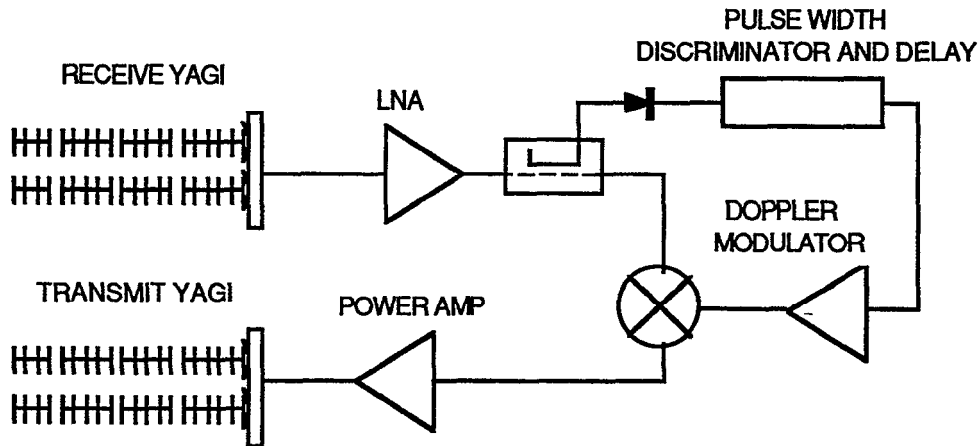 PULSE WIDTH
DISCRIMINATOR AND DELAY
RECEIVE YAGI
LNA
DOPPLER
MODULATOR
TRANSMIT YAGI
POWER AMP